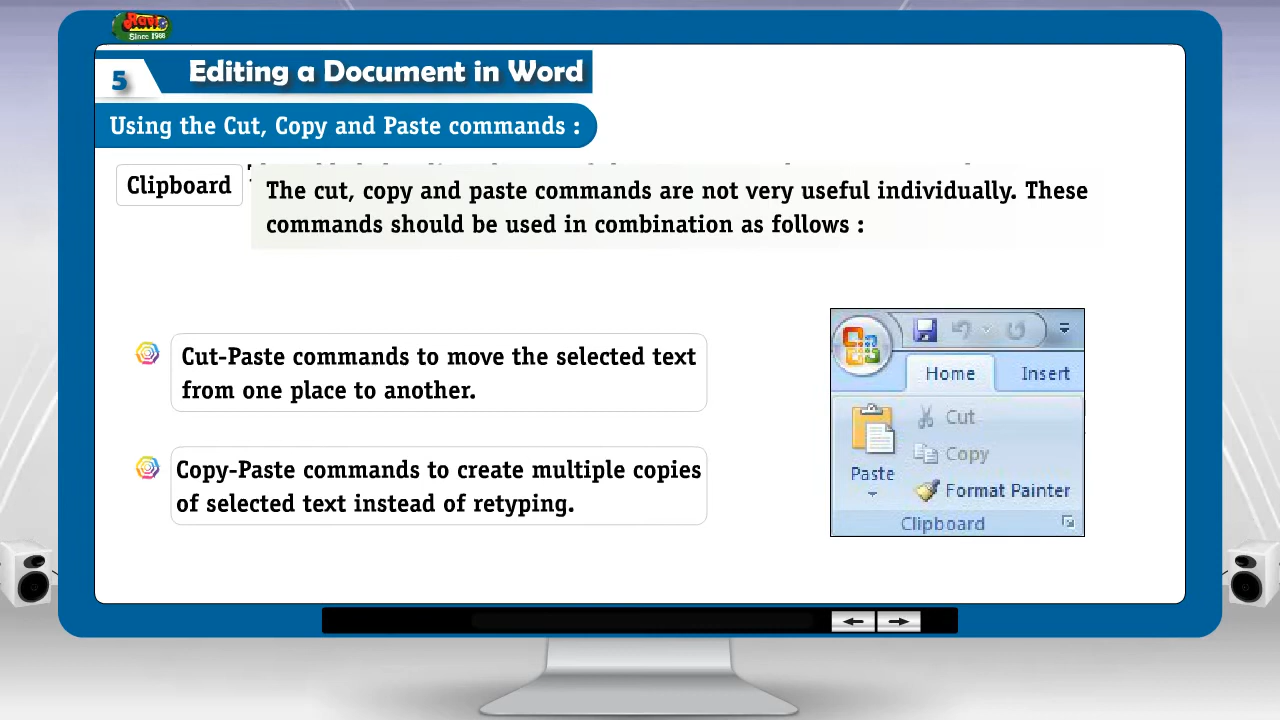 Ravi
Since 1986
5
Editing a Document in Word
Using the Cut, Copy and Paste commands :
Clipboard
The cut, copy and paste commands are not very useful individually. These
commands should be used in combination as follows :
Cut-Paste commands to move the selected text
from one place to another.
Copy-Paste commands to create multiple copies
of selected text instead of retyping.
Home Insert
Cut
Copy
Paste
Format Painter
Clipboard